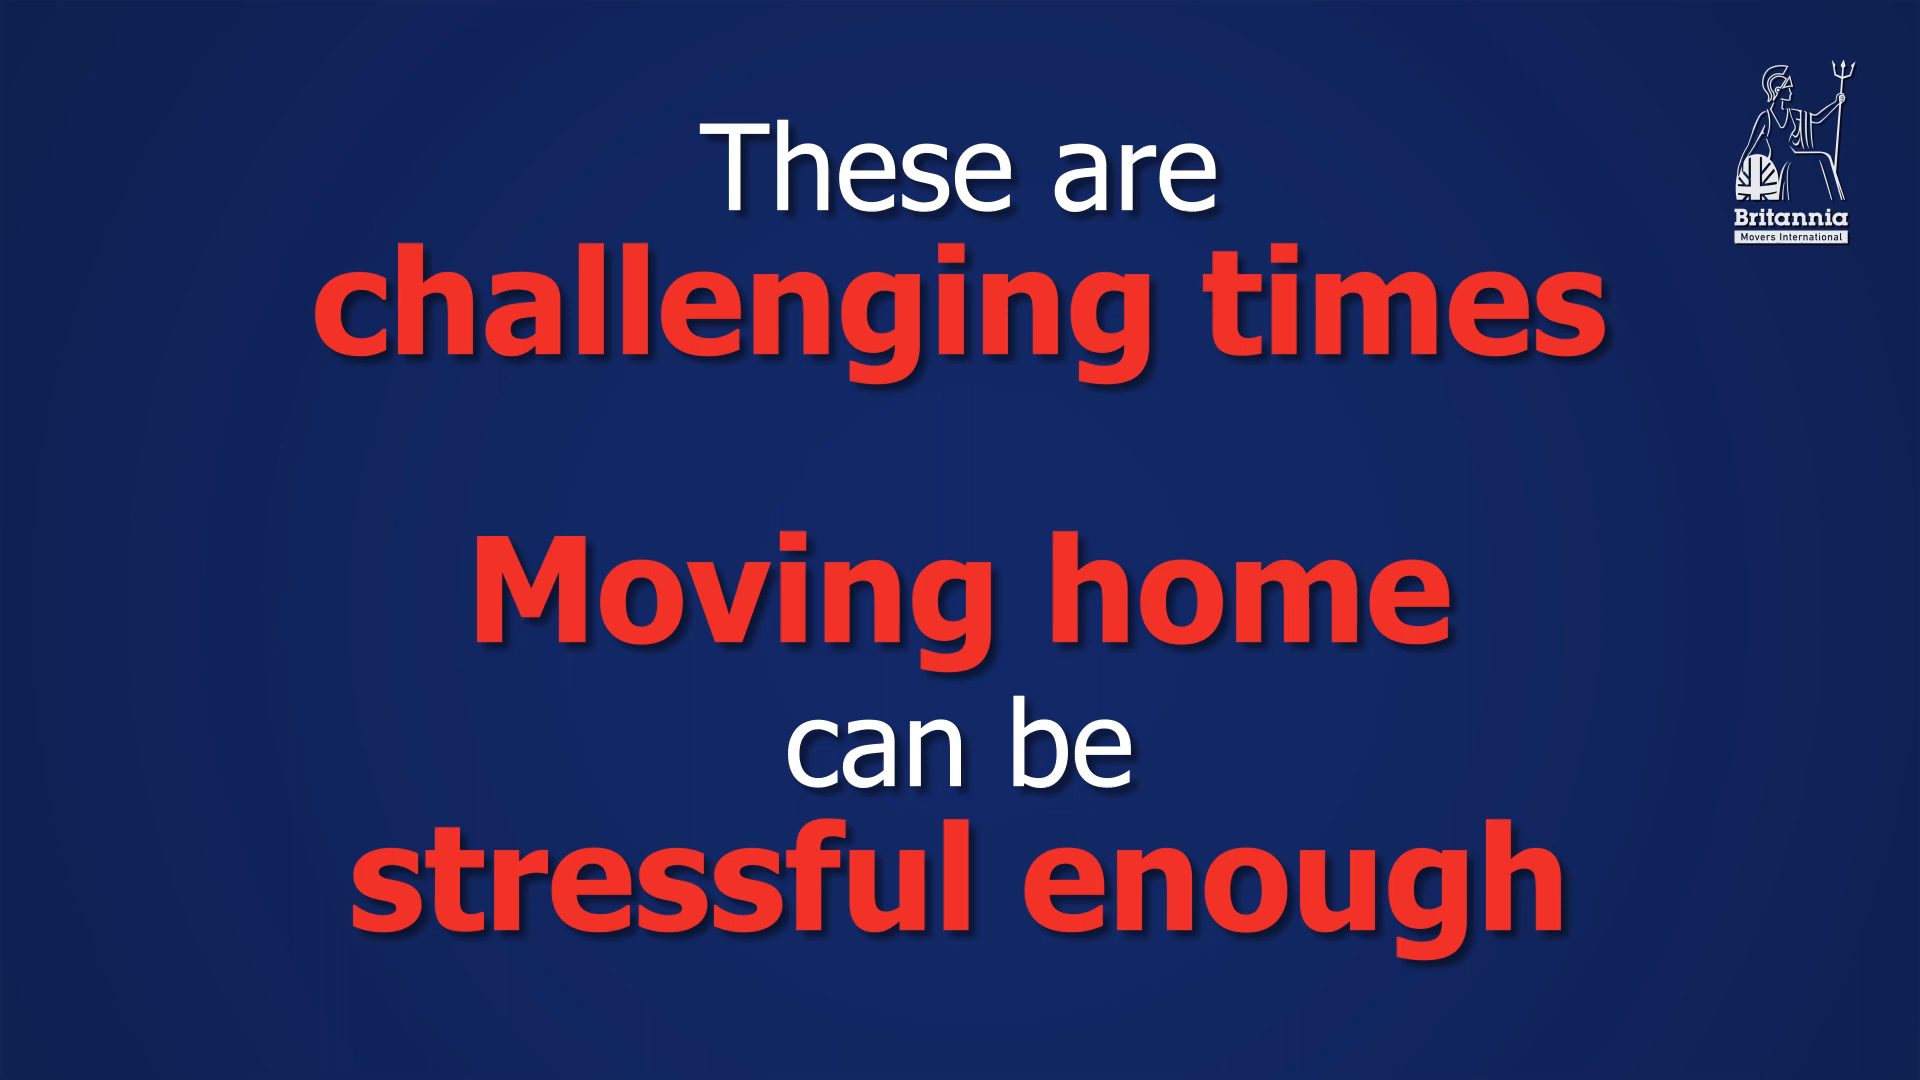 These are
challenging times
Moving home
can be
stressful enough
Britannia
Movers International